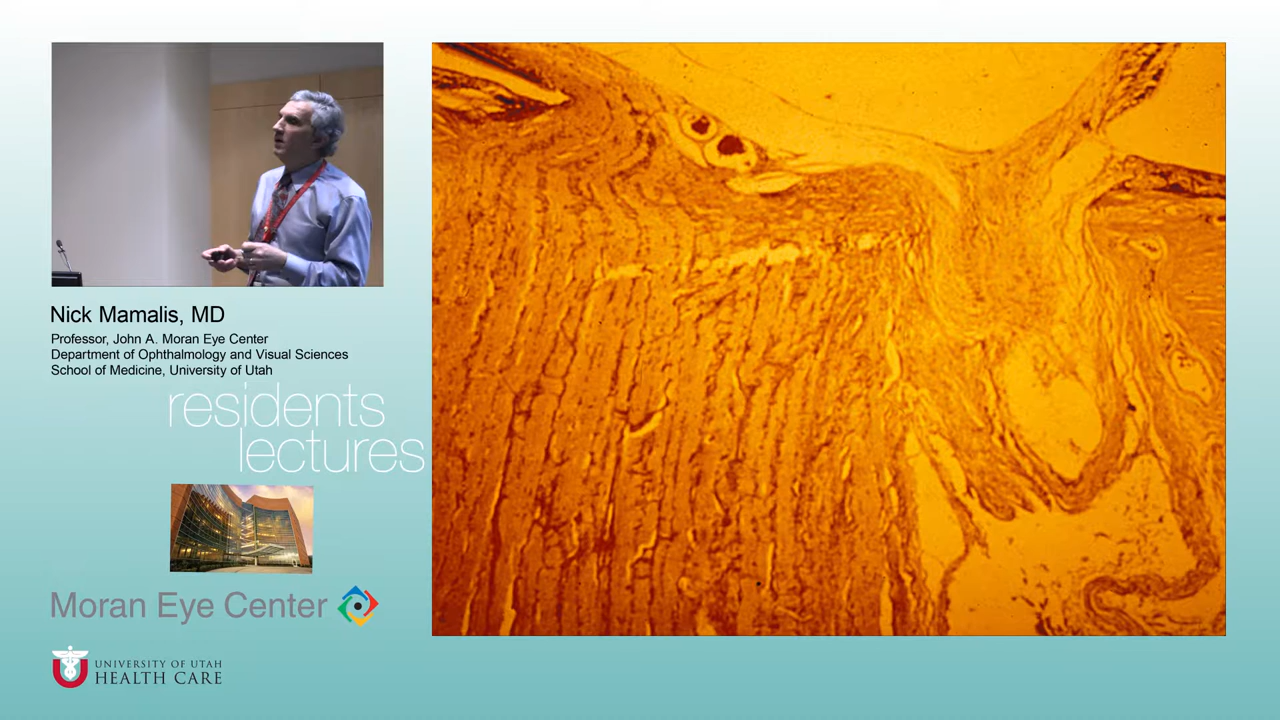 Nick Mamalis, MD
Professor, John A. Moran Eye Center
Department of Ophthalmology and Visual Sciences
School of Medicine, University of Utah
residents
lectures
Moran Eye Center
UNIVERSITY OF UTAH
HEALTH CARE